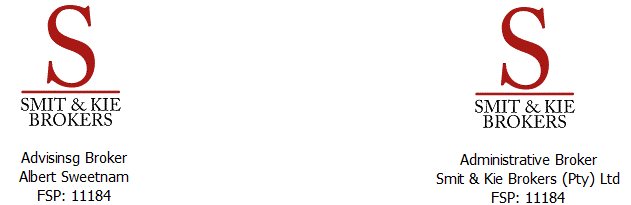 S
SMIT & KIE
BROKERS
Advisinsg Broker
Albert Sweetnam
FSP: 11184
S
SMIT & KIE
BROKERS
Administrative Broker
Smit & Kie Brokers (Pty) Ltd
FSP: 11184